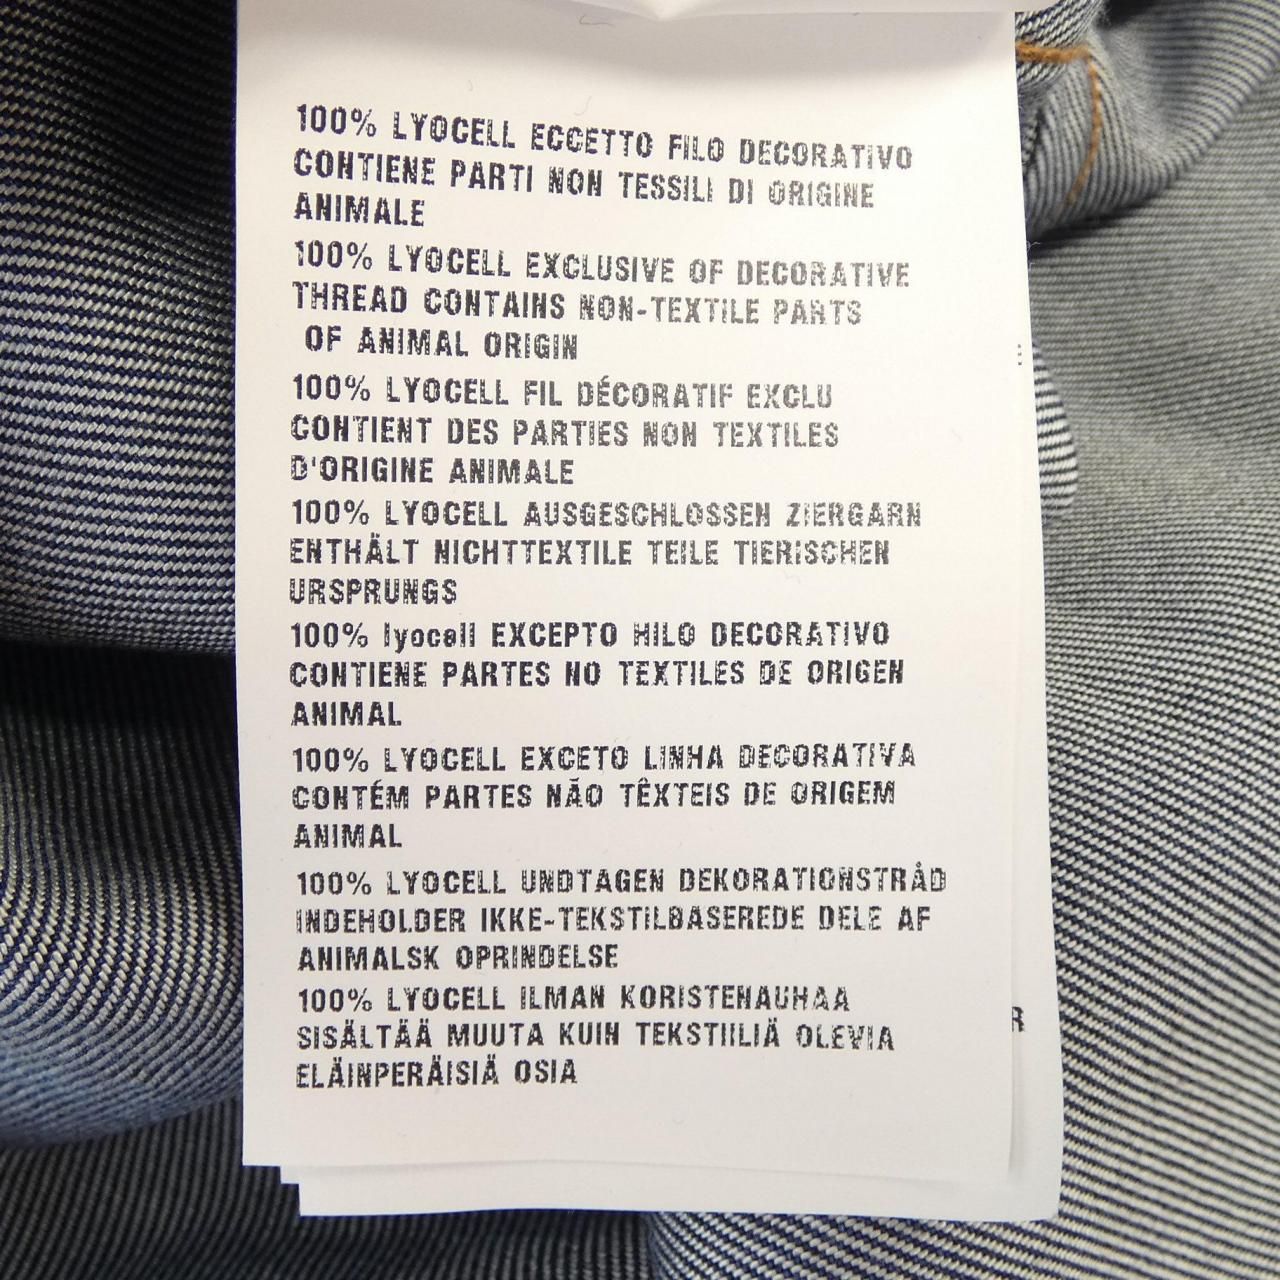 100% LYOCELL ECCETTO FILO DECORATIVO
CONTIENE PARTI NON TESSILI DI ORIGINE
ANIMALE
100% LYOCELL EXCLUSIVE OF DECORATIVE
THREAD CONTAINS NON-TEXTILE PARTS
OF ANIMAL ORIGIN
100% LYOCELL FIL DÉCORATIF EXCLU
CONTIENT DES PARTIES NON TEXTILES
D'ORIGINE ANIMALE
100% LYOCELL AUSGESCHLOSSEN ZIERGARN
ENTHÄLT NICHTTEXTILE TEILE TIERISCHEN
URSPRUNGS
100% lyocell EXCEPTO HILO DECORATIVO
CONTIENE PARTES NO TEXTILES DE ORIGEN
ANIMAL
100% LYOCELL EXCETO LINHA DECORATIVA
CONTÉM PARTES NÃO TÊXTEIS DE ORIGEM
ANIMAL
100% LYOCELL UNDTAGEN DEKORATIONSTRÅD
INDEHOLDER IKKE-TEKSTILBASEREDE DELE AF
ANIMALSK OPRINDELSE
100% LYOCELL ILMAN KORISTENAUHAA
SISÄLTÄÄ MUUTA KUIN TEKSTIILIÄ OLEVIA
ELÄINPERÄISIÄ OSIA
R